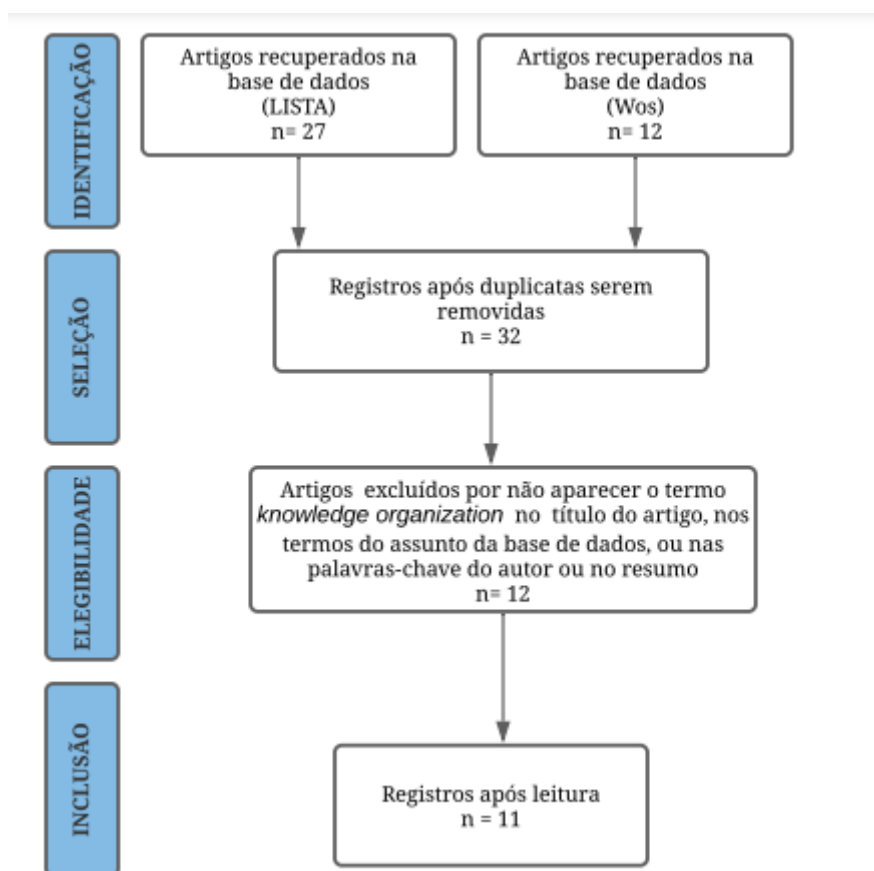 IDENTIFICAÇÃO
Artigos recuperados na
base de dados
(LISTA)
n= 27
Artigos recuperados na
base de dados
(Wos)
n= 12
SELEÇÃO
Registros após duplicatas serem
removidas
n = 32
ELEGIBILIDADE
Artigos excluídos por não aparecer o termo
knowledge organization no título do artigo, nos
termos do assunto da base de dados, ou nas
palavras-chave do autor ou no resumo
n= 12
INCLUSÃO
Registros após leitura
n = 11